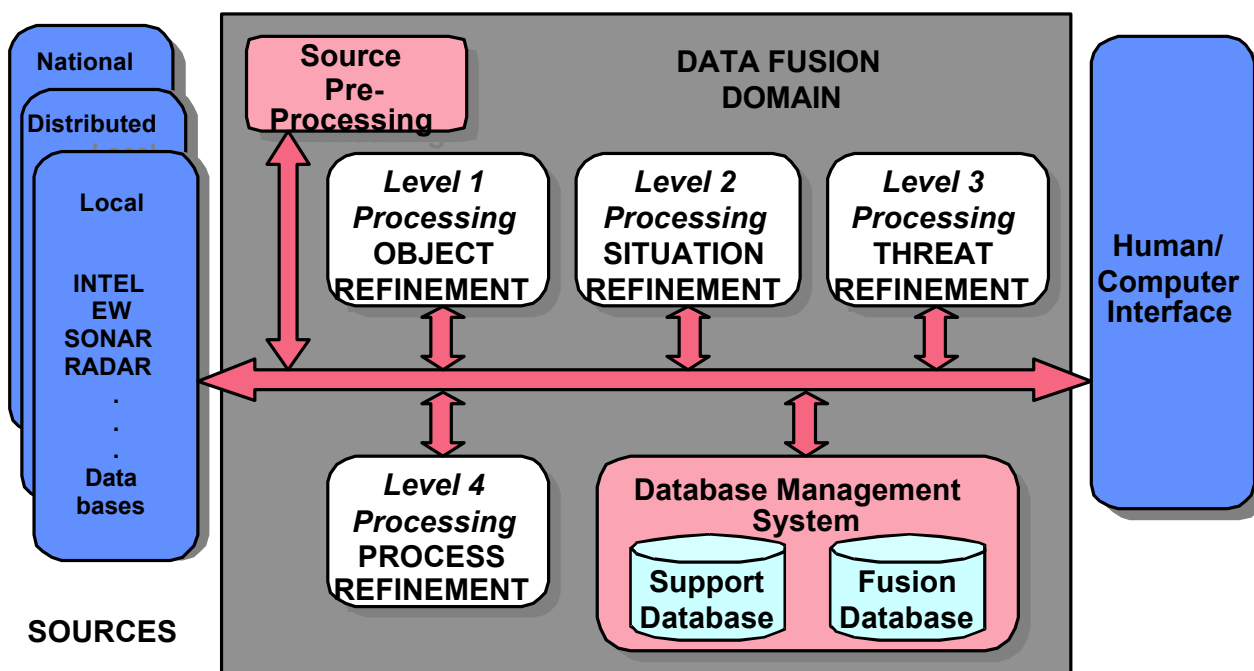 National
Distributed
Local
Local
INTEL
EW
SONAR
RADAR
.
.
.
Data
bases
SOURCES
Source
Pre-
Processing
DATA FUSION
DOMAIN
Level 1
Processing
OBJECT
REFINEMENT
Level 2
Processing
SITUATION
REFINEMENT
Level 3
Processing
THREAT
REFINEMENT
Level 4
Processing
PROCESS
REFINEMENT
Database Management
System
Support
Database
Fusion
Database
Human/
Computer
Interface